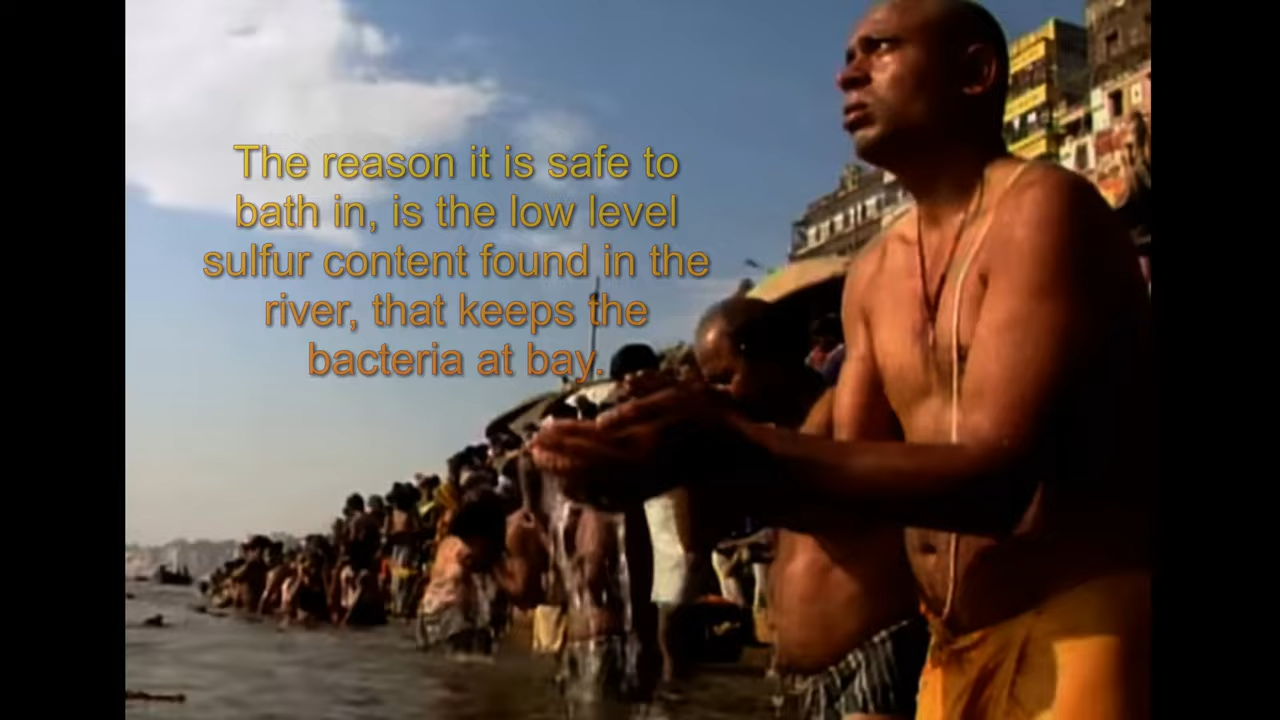 The reason it is safe to
bath in, is the low level
sulfur content found in the
river, that keeps the
bacteria at bay.